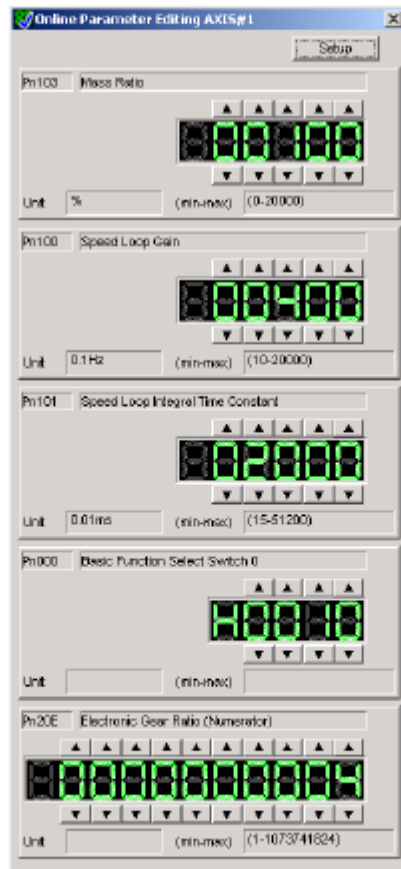 Online Parameter Editing AXIS#1
Setup
Pn103 Mass Ratio
00100
Unit % (min-max) (0-20000)
Pn100 Speed Loop Gain
00400
Unit 0.1Hz (min-max) (10-20000)
Pn101 Speed Loop Integral Time Constant
02000
Unit 0.01ms (min-max) (15-51200)
Pn000 Basic Function Select Switch 0
H0010
Unit (min-max)
Pn20E Electronic Gear Ratio (Numerator)
0000000004
Unit (min-max) (1-1073741824)